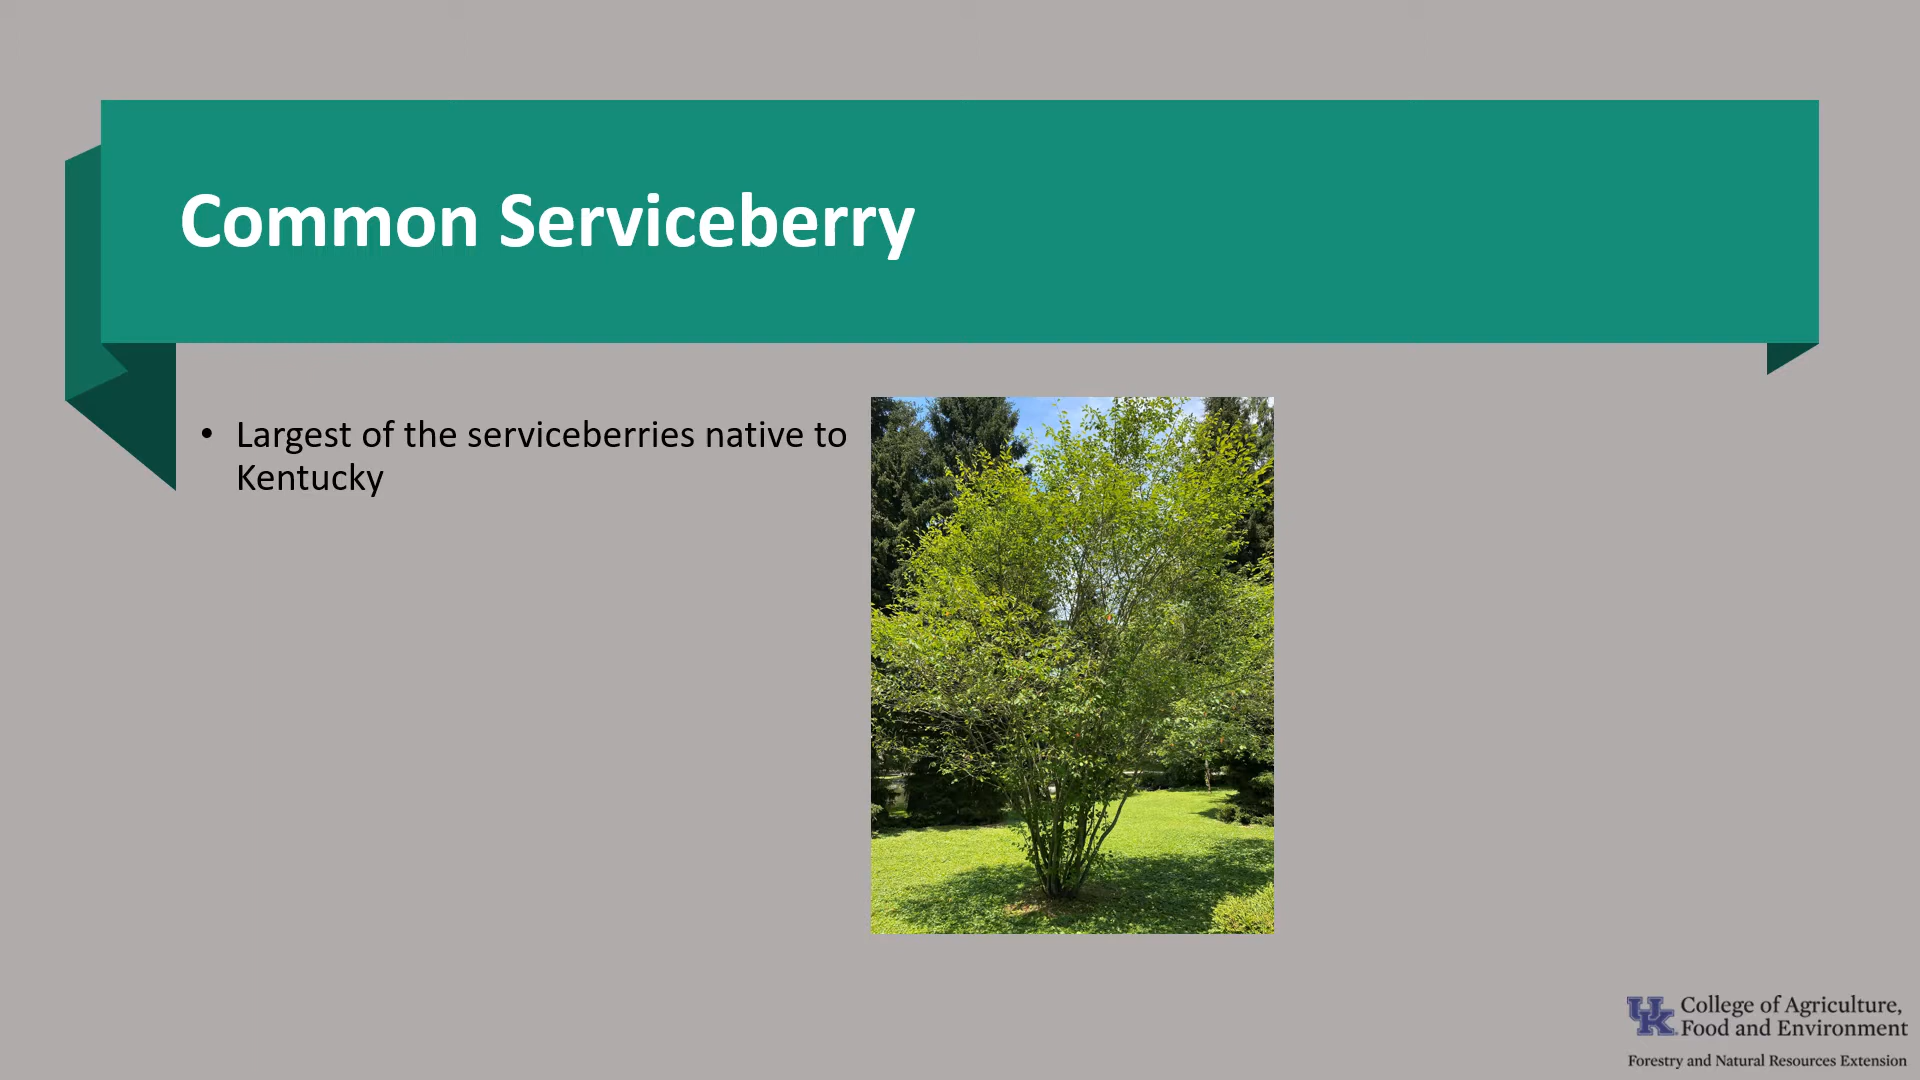 Common Serviceberry
• Largest of the serviceberries native to
Kentucky
UK College of Agriculture,
Food and Environment
Forestry and Natural Resources Extension